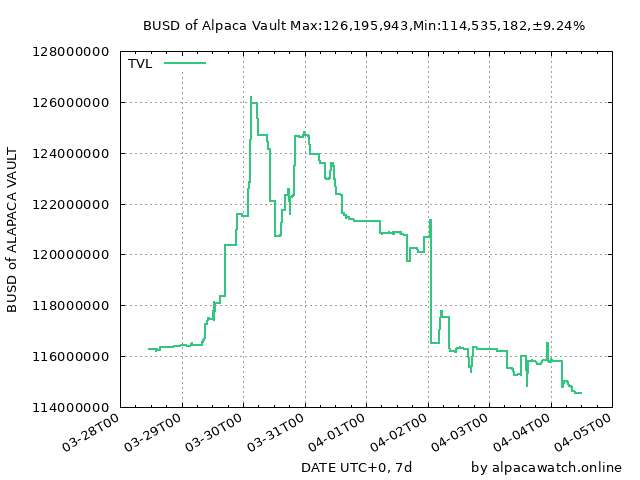 BUSD of Alpaca Vault Max:126,195,943,Min:114,535,182,±9.24%
128000000
126000000
124000000
122000000
120000000
118000000
116000000
114000000
TVL
BUSD of ALAPACA VAULT
03-28T00
03-29T00
03-30T00
03-31T00
04-01T00
04-02T00
04-03T00
04-04T00
04-05T00
DATE UTC+0, 7d
by alpacawatch.online